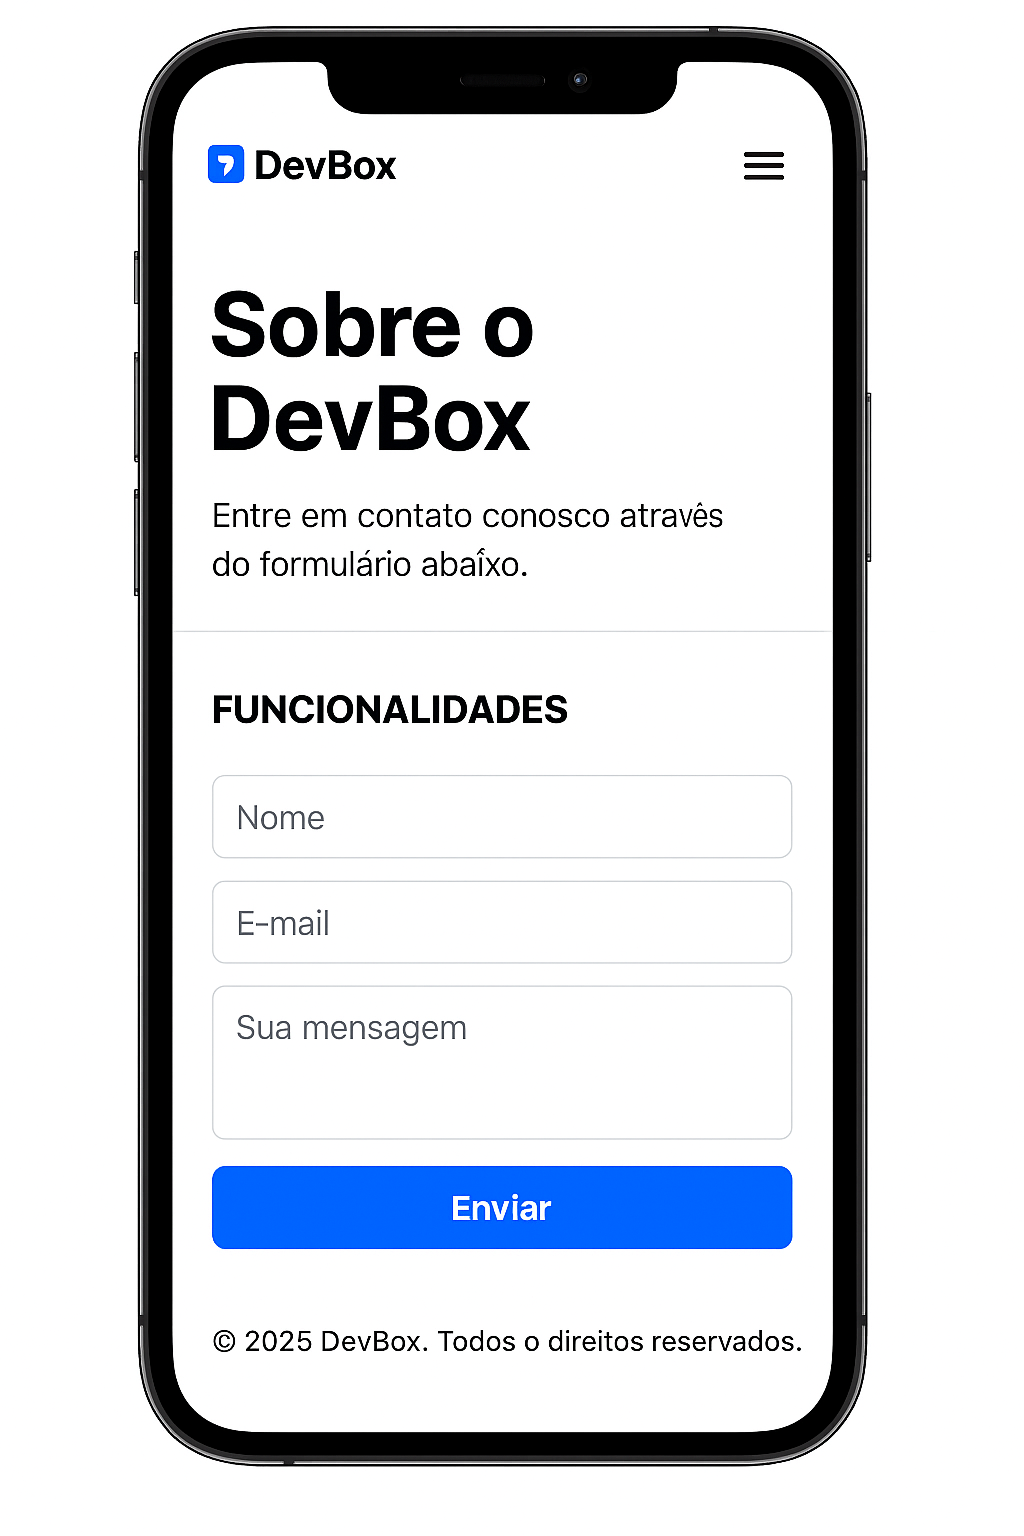 DevBox
Sobre o
DevBox
Entre em contato conosco atravês
do formulário abaîxo.
FUNCIONALIDADES
Nome
E-mail
Sua mensagem
Enviar
© 2025 DevBox. Todos o direitos reservados.